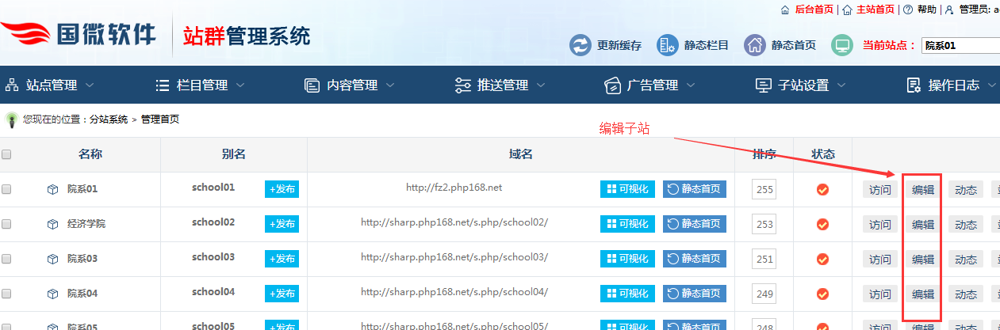 后台首页 | 主站首页 | 帮助 | 管理员: a
国微软件 站群管理系统
更新缓存 静态栏目 静态首页 当前站点： 院系01
站点管理 栏目管理 内容管理 推送管理 广告管理 子站设置 操作日志
您现在的位置：分站系统 > 管理首页
编辑子站
名称 别名 域名 排序 状态
院系01 school01 +发布 http://fz2.php168.net 可视化 静态首页 255 访问 编辑 动态
经济学院 school02 +发布 http://sharp.php168.net/s.php/school02/ 可视化 静态首页 253 访问 编辑 动态
院系03 school03 +发布 http://sharp.php168.net/s.php/school03/ 可视化 静态首页 251 访问 编辑 动态
院系04 school04 +发布 http://sharp.php168.net/s.php/school04/ 可视化 静态首页 249 访问 编辑 动态
院系05 school05 +发布 http://sharp.php168.net/s.php/school05/ 可视化 静态首页 248 访问 编辑 动态